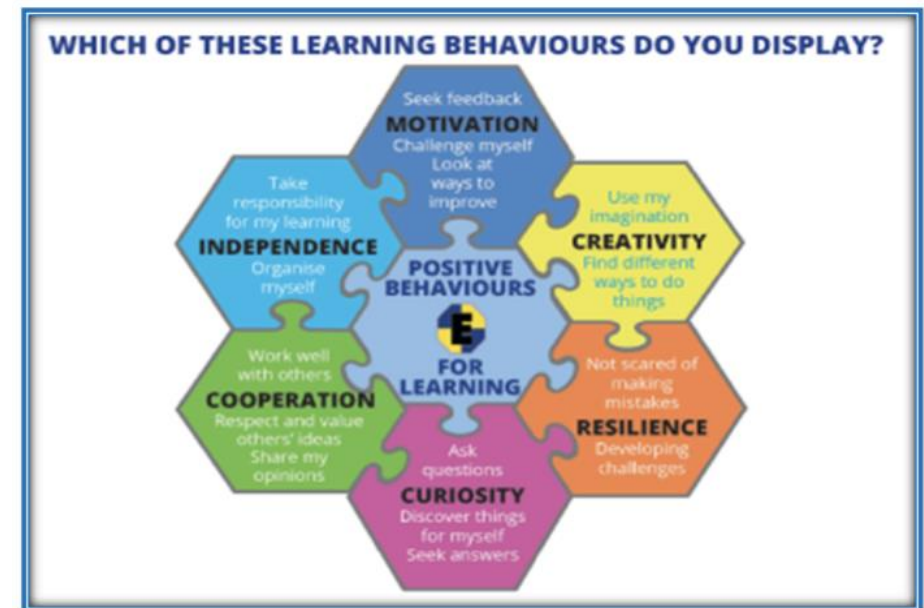 WHICH OF THESE LEARNING BEHAVIOURS DO YOU DISPLAY?
Seek feedback
MOTIVATION
Challenge myself
Look at
ways to
improve
Use my
imagination
CREATIVITY
Find different
ways to do
things
Not scared of
making
mistakes
RESILIENCE
Developing
challenges
Ask
questions
CURIOSITY
Discover things
for myself
Seek answers
Work well
with others
COOPERATION
Respect and value
others' ideas
Share my
opinions
Take
responsibility
for my learning
INDEPENDENCE
Organise
myself
POSITIVE
BEHAVIOURS
E
FOR
LEARNING